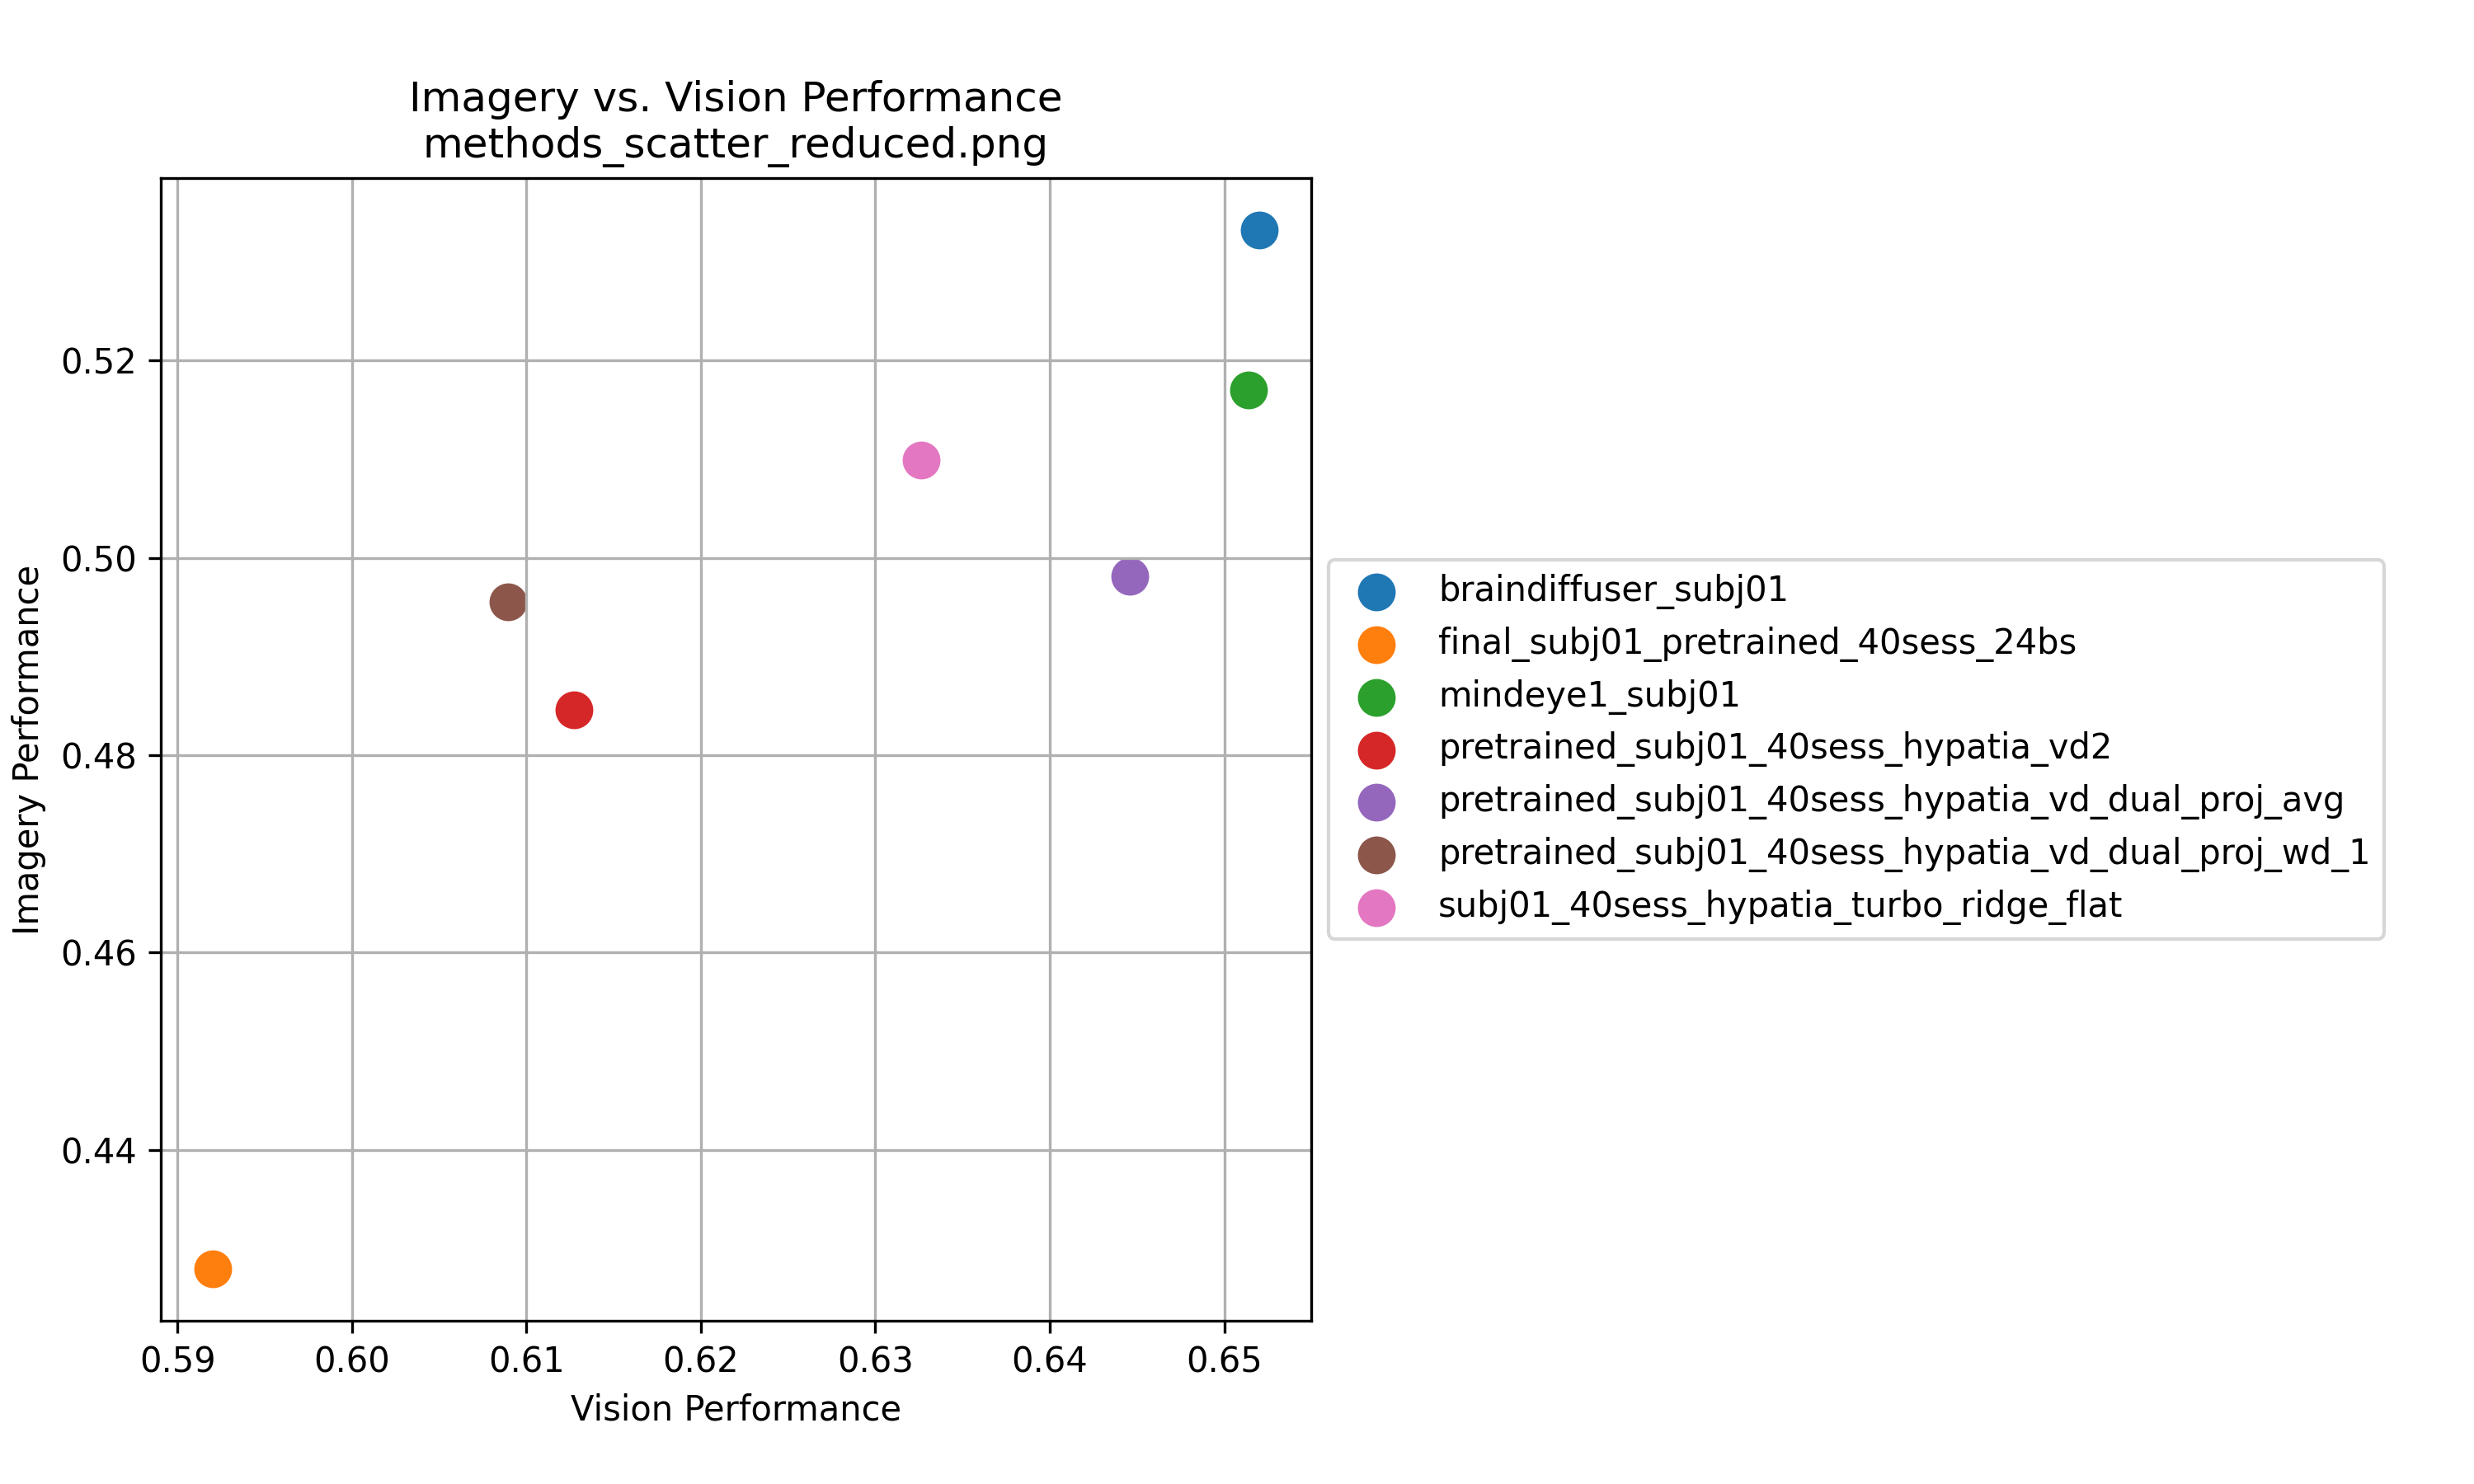 Imagery vs. Vision Performance
methods_scatter_reduced.png
Imagery Performance
0.52
0.50
0.48
0.46
0.44
0.59 0.60 0.61 0.62 0.63 0.64 0.65
Vision Performance
braindiffuser_subj01
final_subj01_pretrained_40sess_24bs
mindeye1_subj01
pretrained_subj01_40sess_hypatia_vd2
pretrained_subj01_40sess_hypatia_vd_dual_proj_avg
pretrained_subj01_40sess_hypatia_vd_dual_proj_wd_1
subj01_40sess_hypatia_turbo_ridge_flat